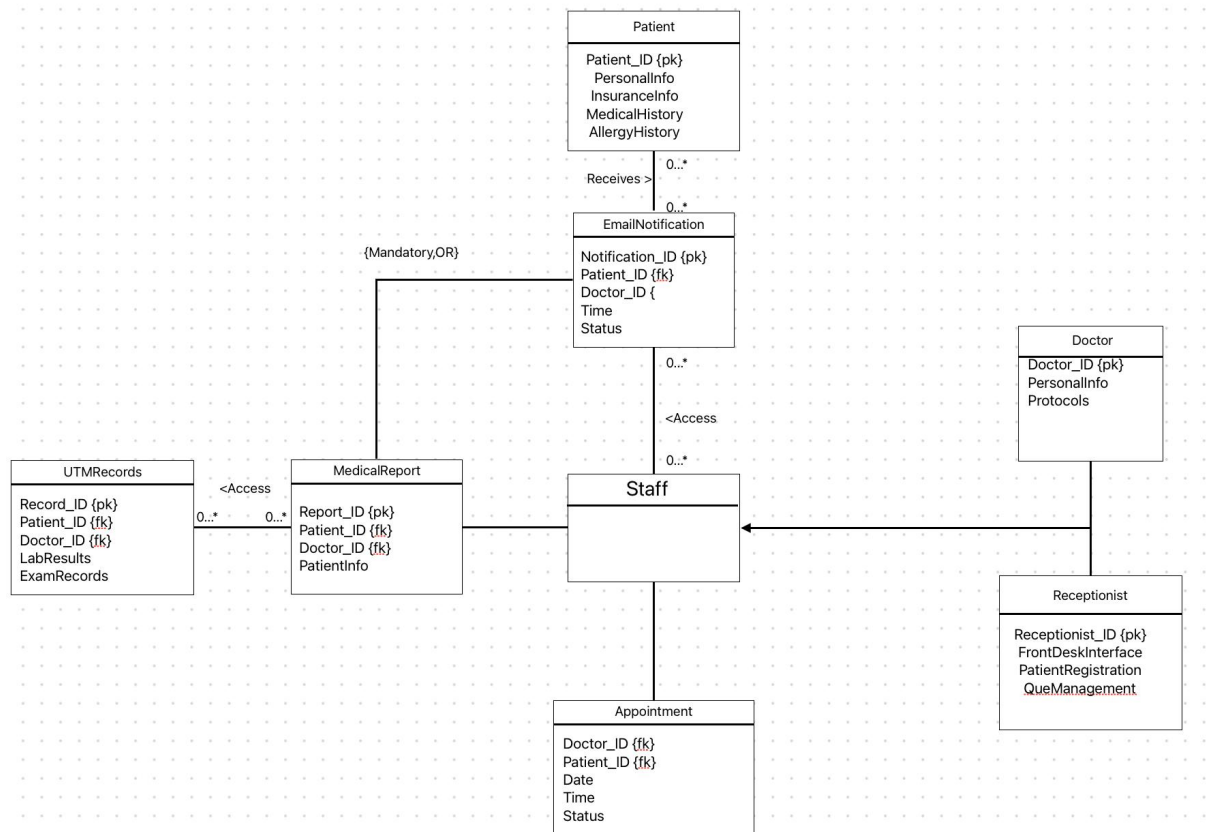 Patient
Patient_ID {pk}
PersonalInfo
InsuranceInfo
MedicalHistory
AllergyHistory
0...*
Receives >
0...*
EmailNotification
Notification_ID {pk}
Patient_ID {fk}
Doctor_ID {
Time
Status
{Mandatory,OR}
0...*
<Access
0...*
Doctor
Doctor_ID {pk}
PersonalInfo
Protocols
UTMRecords
Record_ID {pk}
Patient_ID {fk}
Doctor_ID {fk}
LabResults
ExamRecords
<Access
0...* 0...*
MedicalReport
Report_ID {pk}
Patient_ID {fk}
Doctor_ID {fk}
PatientInfo
Staff
Receptionist
Receptionist_ID {pk}
FrontDeskInterface
PatientRegistration
QueManagement
Appointment
Doctor_ID {fk}
Patient_ID {fk}
Date
Time
Status